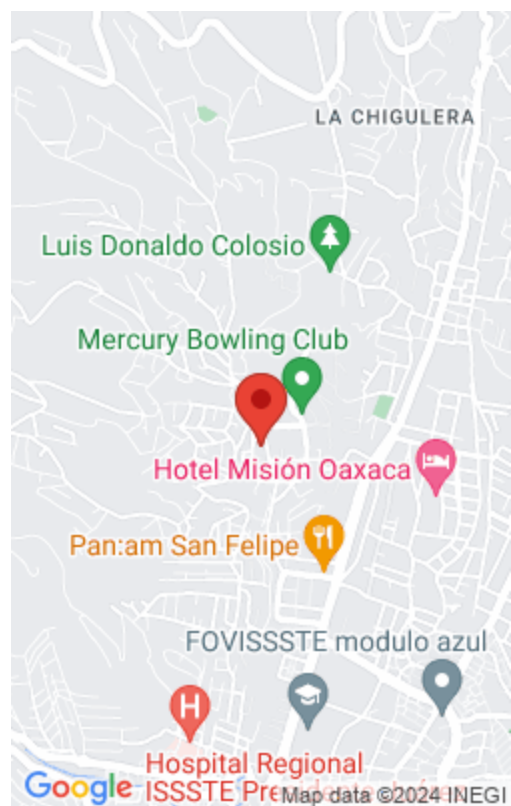 LA CHIGULERA
Luis Donaldo Colosio
Mercury Bowling Club
Hotel Misión Oaxaca
Pan:am San Felipe
FOVISSSTE modulo azul
H
Hospital Regional
ISSSTE Pre
Google
Map data ©2024 INEGI